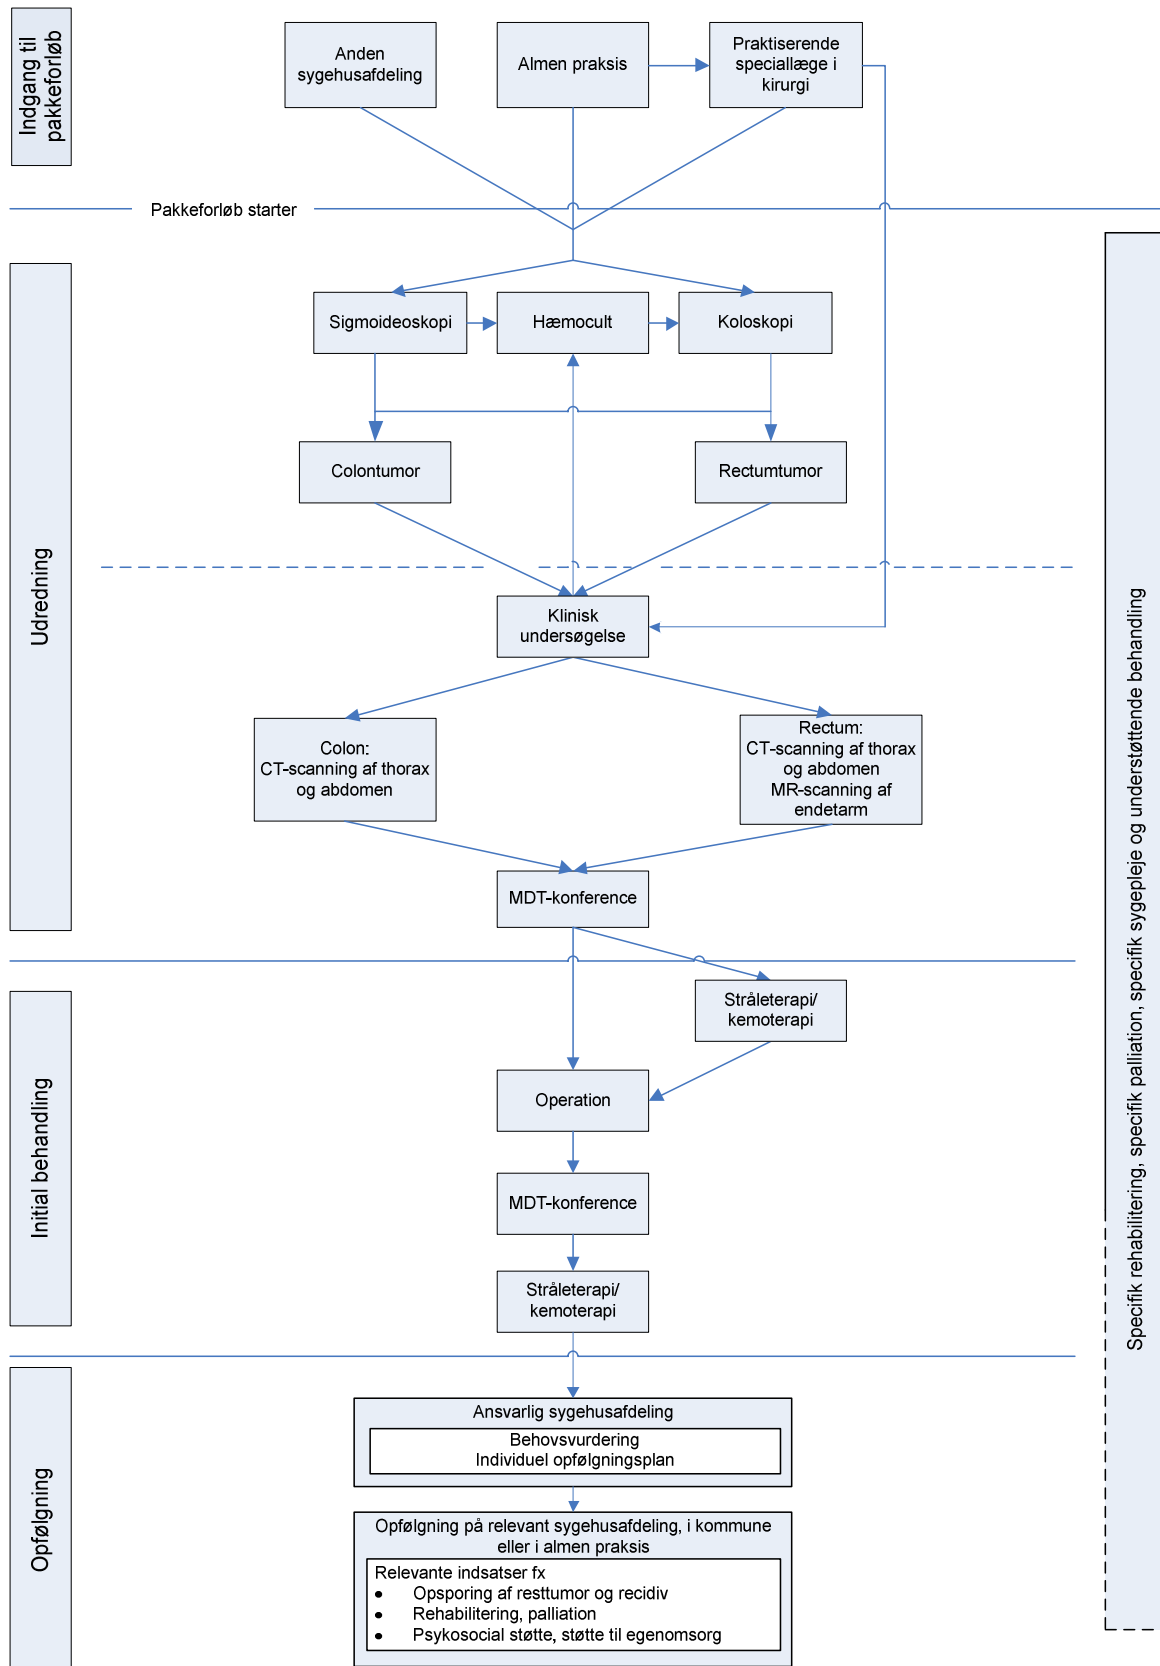 Indgang til
pakkeforløb
Anden
sygehusafdeling
Almen praksis
Praktiserende
speciallæge i
kirurgi
Pakkeforløb starter
Udredning
Sigmoideoskopi
Hæmocult
Koloskopi
Colontumor
Rectumtumor
Klinisk
undersøgelse
Colon:
CT-scanning af thorax
og abdomen
Rectum:
CT-scanning af thorax
og abdomen
MR-scanning af
endetarm
MDT-konference
Initial behandling
Stråleterapi/
kemoterapi
Operation
MDT-konference
Stråleterapi/
kemoterapi
Opfølgning
Ansvarlig sygehusafdeling
Behovsvurdering
Individuel opfølgningsplan
Opfølgning på relevant sygehusafdeling, i kommune
eller i almen praksis
Relevante indsatser fx
• Opsporing af resttumor og recidiv
• Rehabilitering, palliation
• Psykosocial støtte, støtte til egenomsorg
Specifik rehabilitering, specifik palliation, specifik sygepleje og understøttende behandling